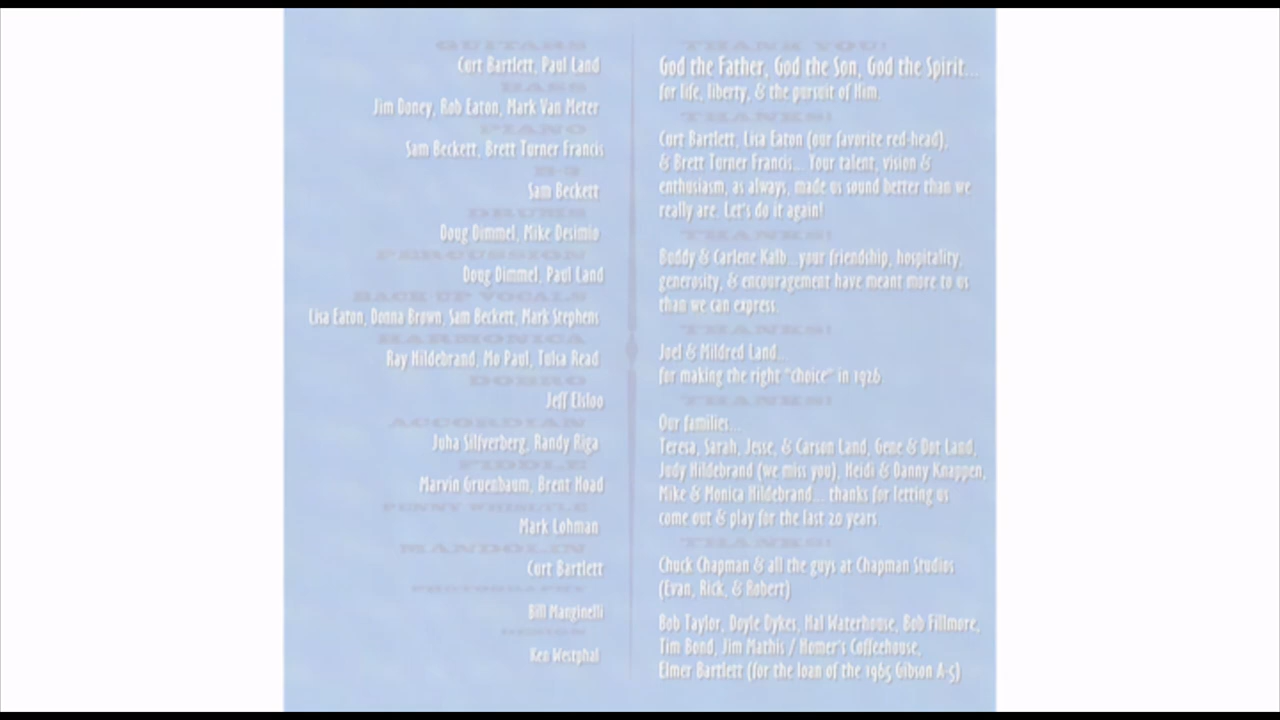 GUITARS
Curt Bartlett, Paul Land
BASS
Jim Doney, Rob Eaton, Mark Van Meter
PIANO
Sam Beckett, Brett Turner Francis
B-3
Sam Beckett
DRUMS
Doug Dimmel, Mike Desimio
PERCUSSION
Doug Dimmel, Paul Land
BACK UP VOCALS
Lisa Eaton, Donna Brown, Sam Beckett, Mark Stephens
HARMONICA
Ray Hildebrand, Mo Paul, Tulsa Read
DOBRO
Jeff Elsloo
ACCORDIAN
Juha Silfverberg, Randy Riga
FIDDLE
Marvin Gruenbaum, Brent Hoad
PENNY WHISTLE
Mark Lohman
MANDOLIN
Curt Bartlett
PHOTOGRAPHY
Bill Manginelli
DESIGN
Ken Westphal
THANK YOU!
God the Father, God the Son, God the Spirit...
for life, liberty, & the pursuit of Him.
THANKS!
Curt Bartlett, Lisa Eaton (our favorite red-head),
& Brett Turner Francis... Your talent, vision &
enthusiasm, as always, made us sound better than we
really are. Let's do it again!
THANKS!
Buddy & Carlene Kalb...your friendship, hospitality,
generosity, & encouragement have meant more to us
than we can express.
THANKS!
Joel & Mildred Land...
for making the right "choice" in 1926
THANKS!
Our families...
Teresa, Sarah, Jesse, & Carson Land, Gene & Dot Land,
Judy Hildebrand (we miss you), Heidi & Danny Knappen,
Mike & Monica Hildebrand... thanks for letting us
come out & play for the last 20 years.
THANKS!
Chuck Chapman & all the guys at Chapman Studios
(Evan, Rick, & Robert)
Bob Taylor, Doyle Dykes, Hal Waterhouse, Bob Fillmore,
Tim Bond, Jim Mathis / Homer's Coffeehouse,
Elmer Bartlett (for the loan of the 1965 Gibson A-5)